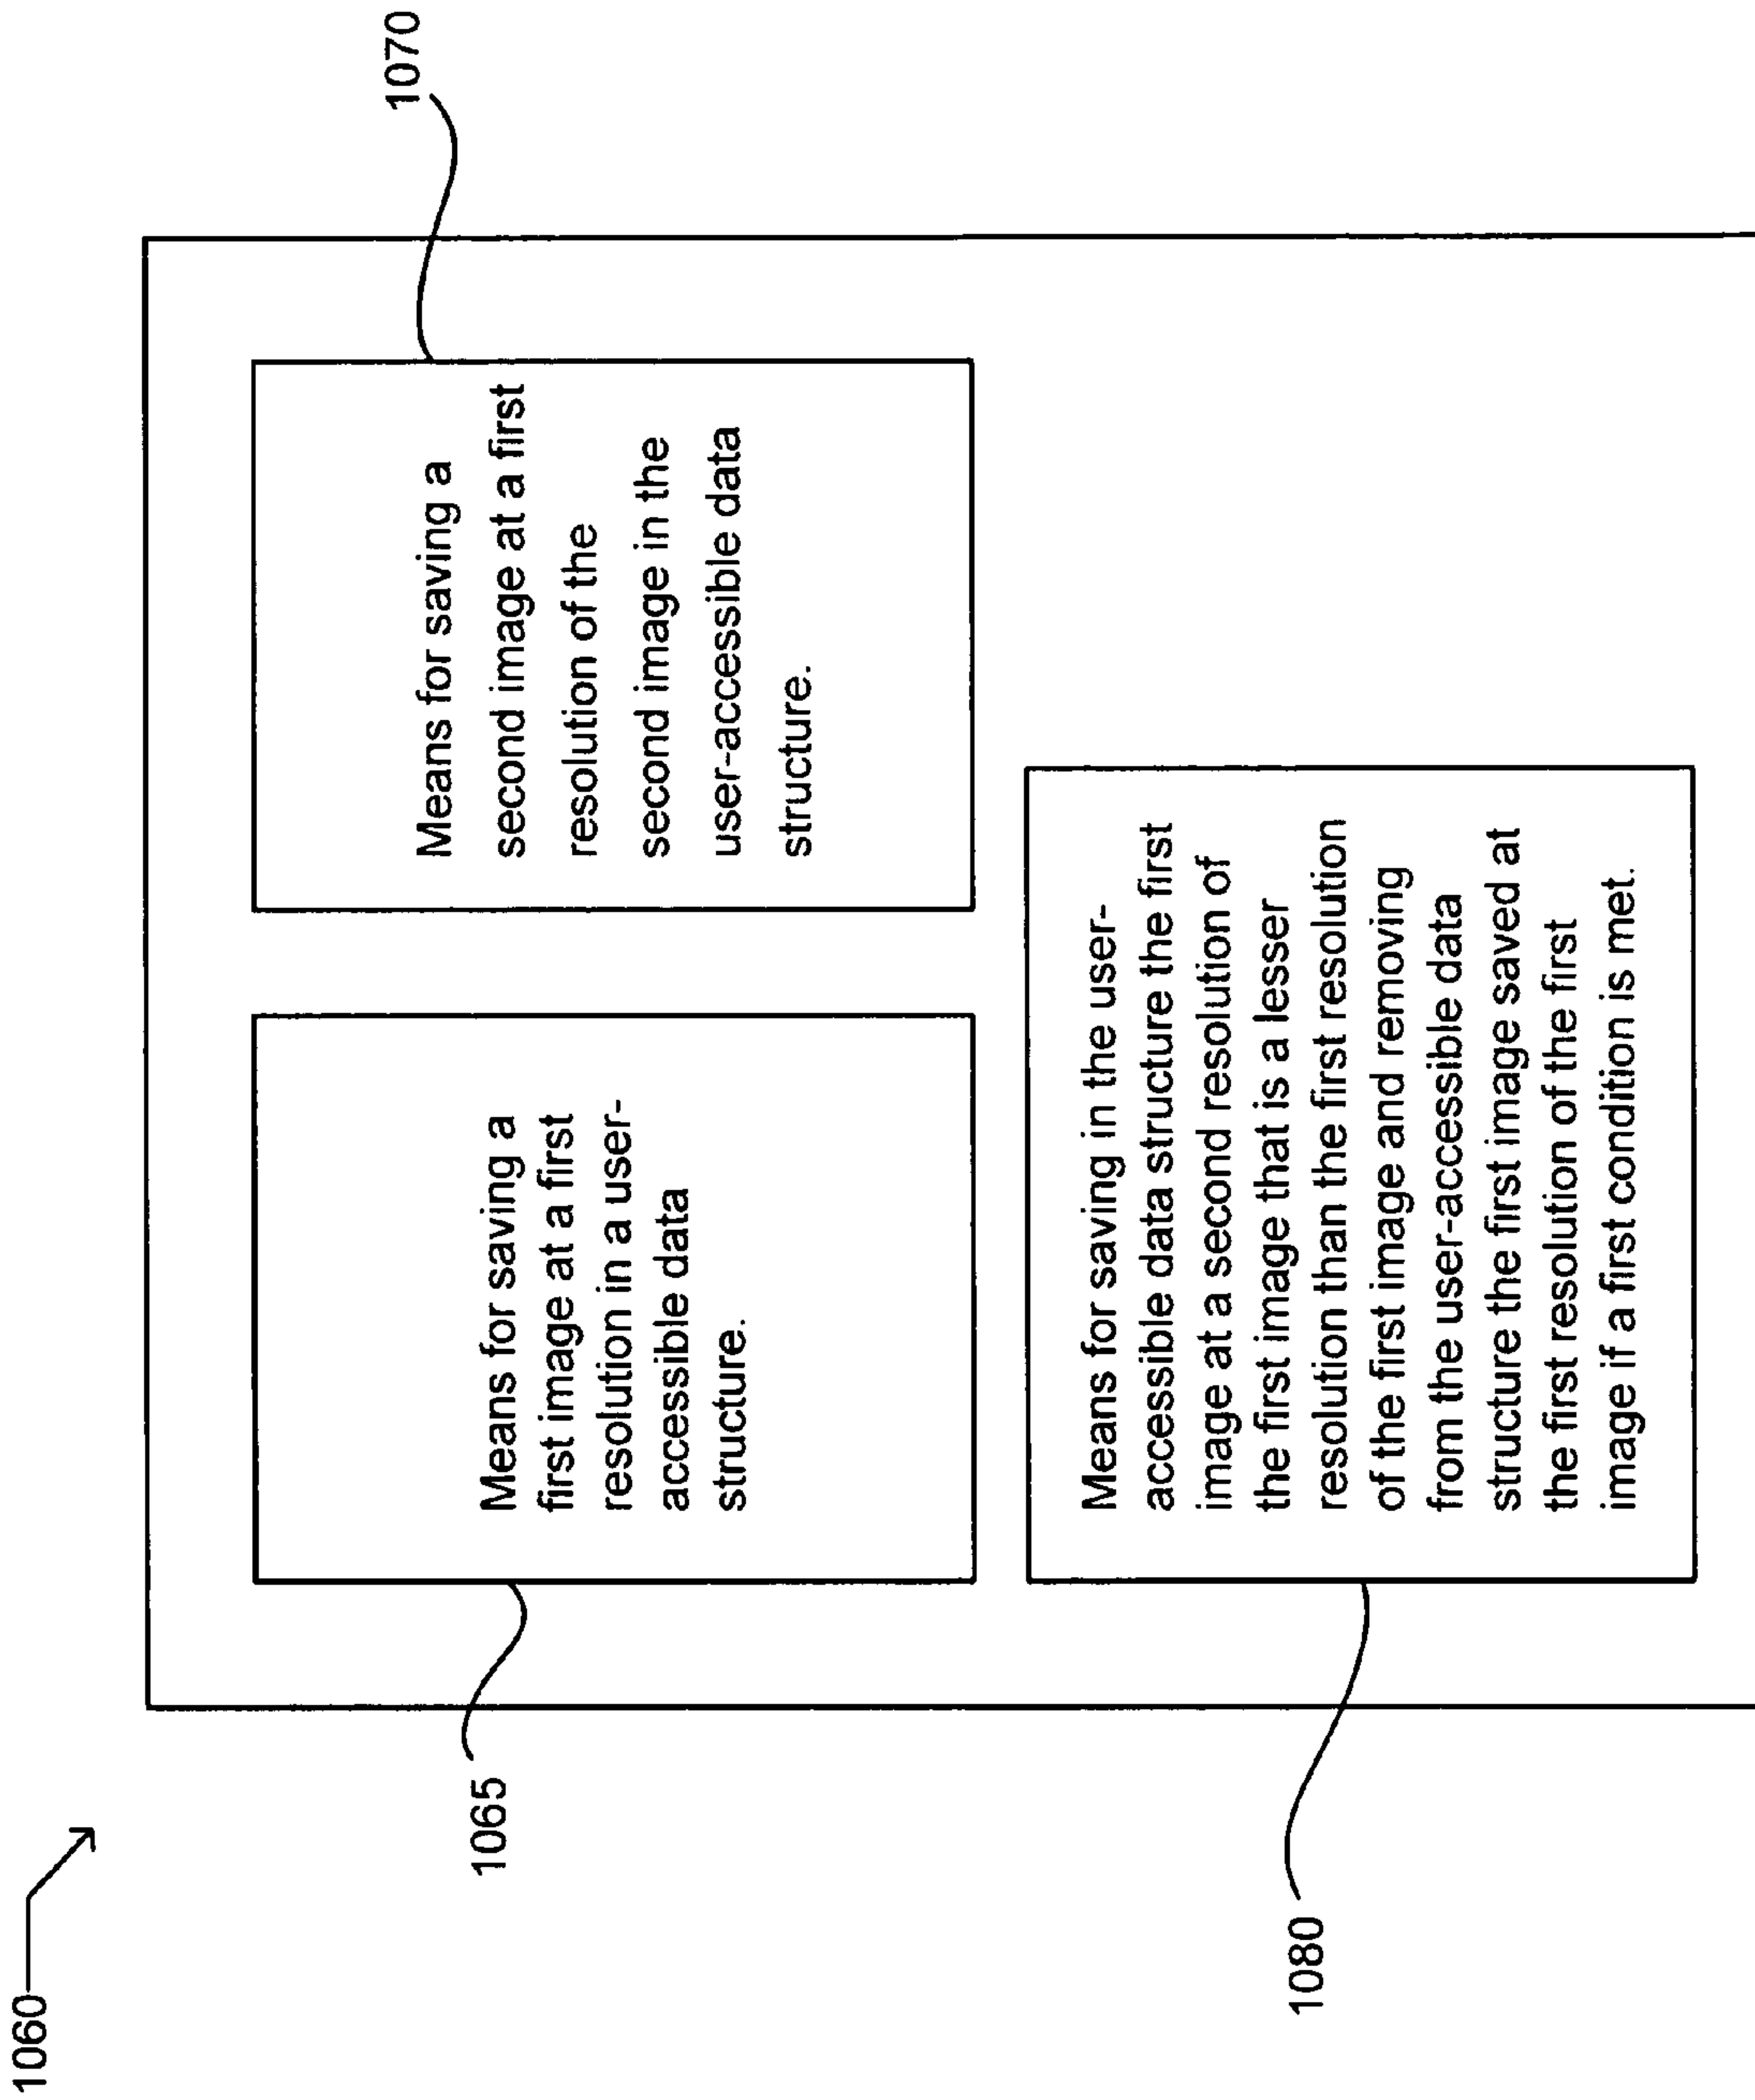 1060
1065
Means for saving a
first image at a first
resolution in a user-
accessible data
structure.
1070
Means for saving a
second image at a first
resolution of the
second image in the
user-accessible data
structure.
1080
Means for saving in the user-
accessible data structure the first
image at a second resolution of
the first image that is a lesser
resolution than the first resolution
of the first image and removing
from the user-accessible data
structure the first image saved at
the first resolution of the first
image if a first condition is met.